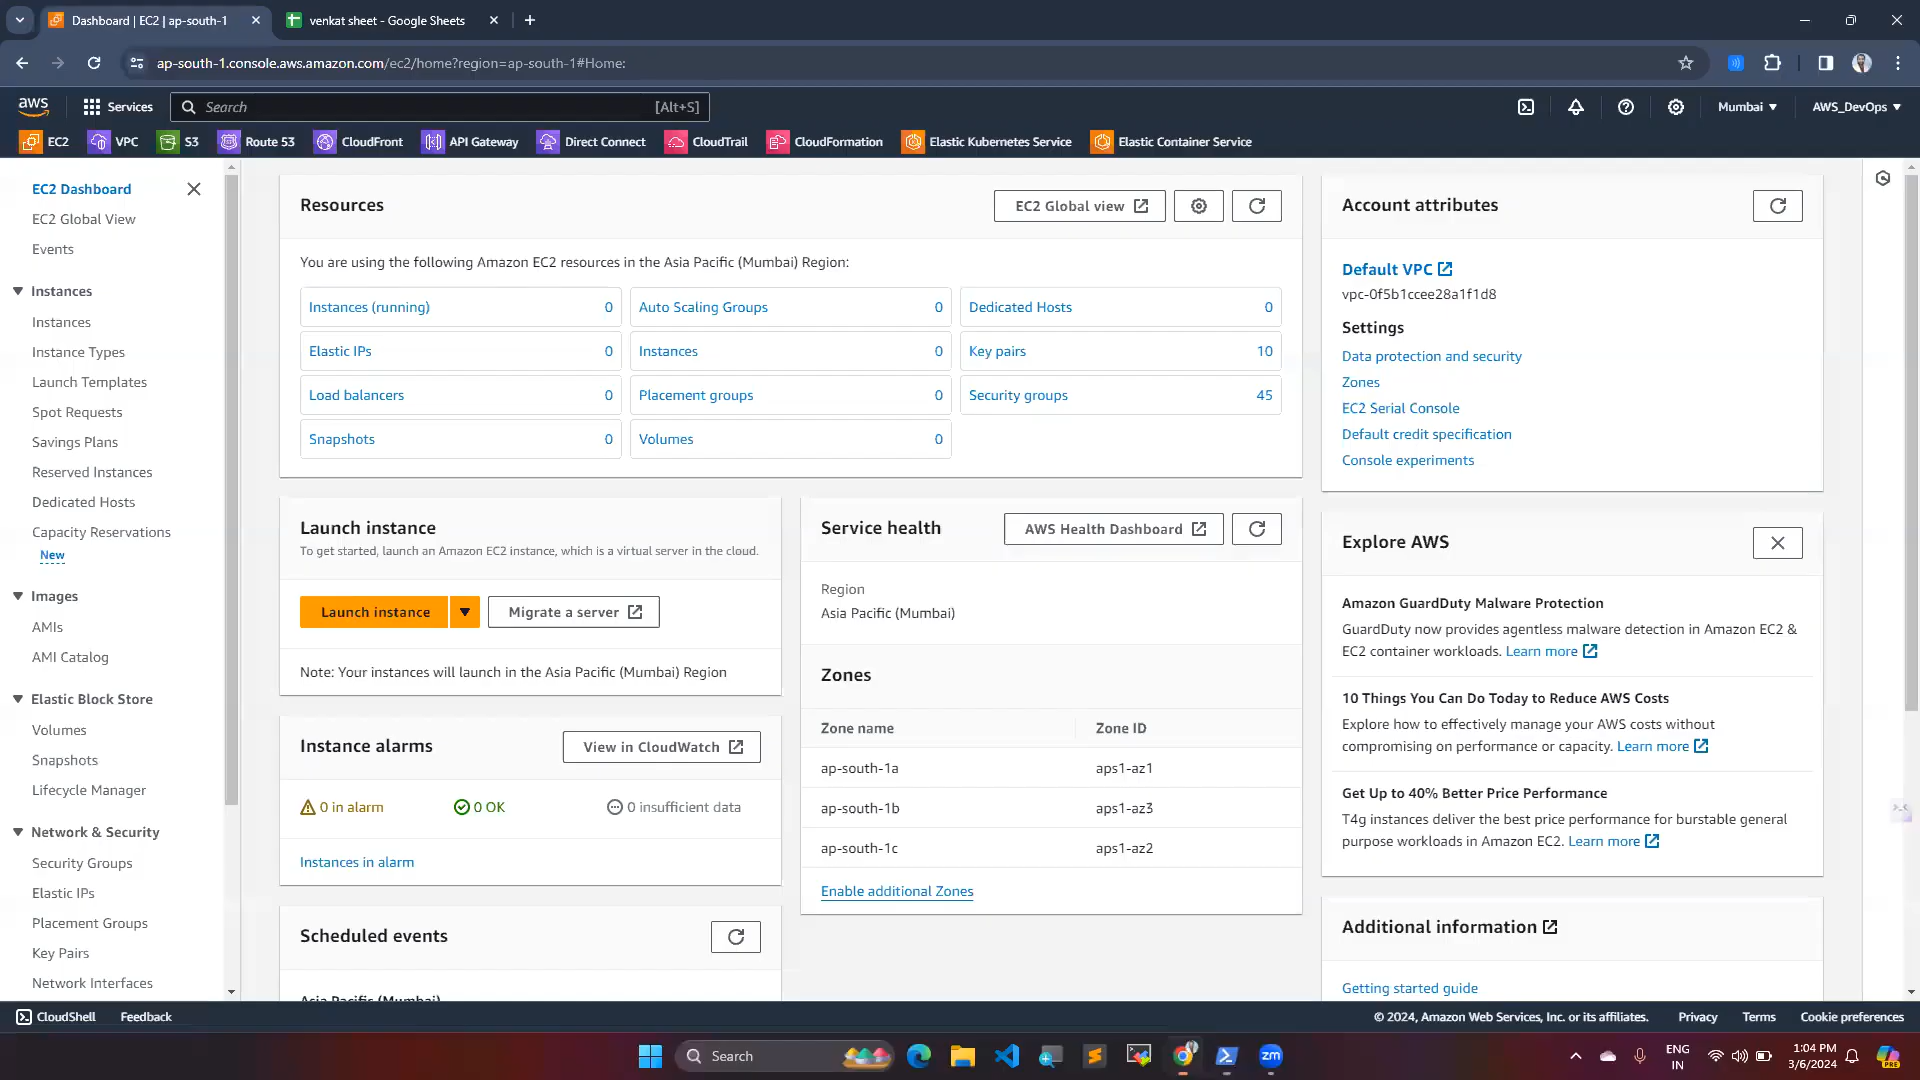 Dashboard | EC2 | ap-south-1
venkat sheet - Google Sheets
ap-south-1.console.aws.amazon.com/ec2/home?region=ap-south-1#Home:
aws
Services
Search
[Alt+S]
Mumbai
AWS_DevOps
EC2
VPC
S3
Route 53
CloudFront
API Gateway
Direct Connect
CloudTrail
CloudFormation
Elastic Kubernetes Service
Elastic Container Service
EC2 Dashboard
EC2 Global View
Events
Instances
Instances
Instance Types
Launch Templates
Spot Requests
Savings Plans
Reserved Instances
Dedicated Hosts
Capacity Reservations
New
Images
AMIs
AMI Catalog
Elastic Block Store
Volumes
Snapshots
Lifecycle Manager
Network & Security
Security Groups
Elastic IPs
Placement Groups
Key Pairs
Network Interfaces
Resources
EC2 Global view
You are using the following Amazon EC2 resources in the Asia Pacific (Mumbai) Region:
Instances (running) 0
Auto Scaling Groups 0
Dedicated Hosts 0
Elastic IPs 0
Instances 0
Key pairs 10
Load balancers 0
Placement groups 0
Security groups 45
Snapshots 0
Volumes 0
Launch instance
To get started, launch an Amazon EC2 instance, which is a virtual server in the cloud.
Launch instance
Migrate a server
Note: Your instances will launch in the Asia Pacific (Mumbai) Region
Instance alarms
View in CloudWatch
0 in alarm
0 OK
0 insufficient data
Instances in alarm
Scheduled events
Asia Pacific (Mumbai)
Service health
AWS Health Dashboard
Region
Asia Pacific (Mumbai)
Zones
Zone name Zone ID
ap-south-1a aps1-az1
ap-south-1b aps1-az3
ap-south-1c aps1-az2
Enable additional Zones
Account attributes
Default VPC
vpc-0f5b1ccee28a1f1d8
Settings
Data protection and security
Zones
EC2 Serial Console
Default credit specification
Console experiments
Explore AWS
Amazon GuardDuty Malware Protection
GuardDuty now provides agentless malware detection in Amazon EC2 &
EC2 container workloads. Learn more
10 Things You Can Do Today to Reduce AWS Costs
Explore how to effectively manage your AWS costs without
compromising on performance or capacity. Learn more
Get Up to 40% Better Price Performance
T4g instances deliver the best price performance for burstable general
purpose workloads in Amazon EC2. Learn more
Additional information
Getting started guide
CloudShell
Feedback
© 2024, Amazon Web Services, Inc. or its affiliates.
Privacy
Terms
Cookie preferences
Search
zm
ENG
IN
1:04 PM
3/6/2024
PRE